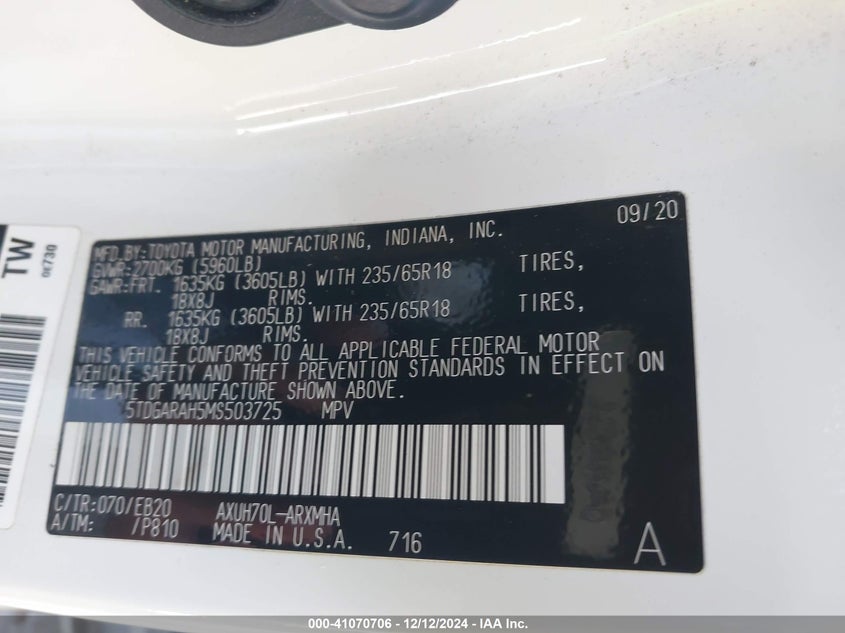 TW
0E730
09/20
MFD.BY:TOYOTA MOTOR MANUFACTURING, INDIANA, INC.
GVWR:2700KG (5960LB)
GAWR:FRT. 1635KG (3605LB) WITH 235/65R18 TIRES,
18X8J RIMS.
RR. 1635KG (3605LB) WITH 235/65R18 TIRES,
18X8J RIMS.
THIS VEHICLE CONFORMS TO ALL APPLICABLE FEDERAL MOTOR
VEHICLE SAFETY AND THEFT PREVENTION STANDARDS IN EFFECT ON
THE DATE OF MANUFACTURE SHOWN ABOVE.
5TDGARAH5MS503725 MPV
C/TR:070/EB20 AXUH70L-ARXMHA
A/TM: /P810 MADE IN U.S.A. 716
A
000-41070706 - 12/12/2024 - IAA Inc.